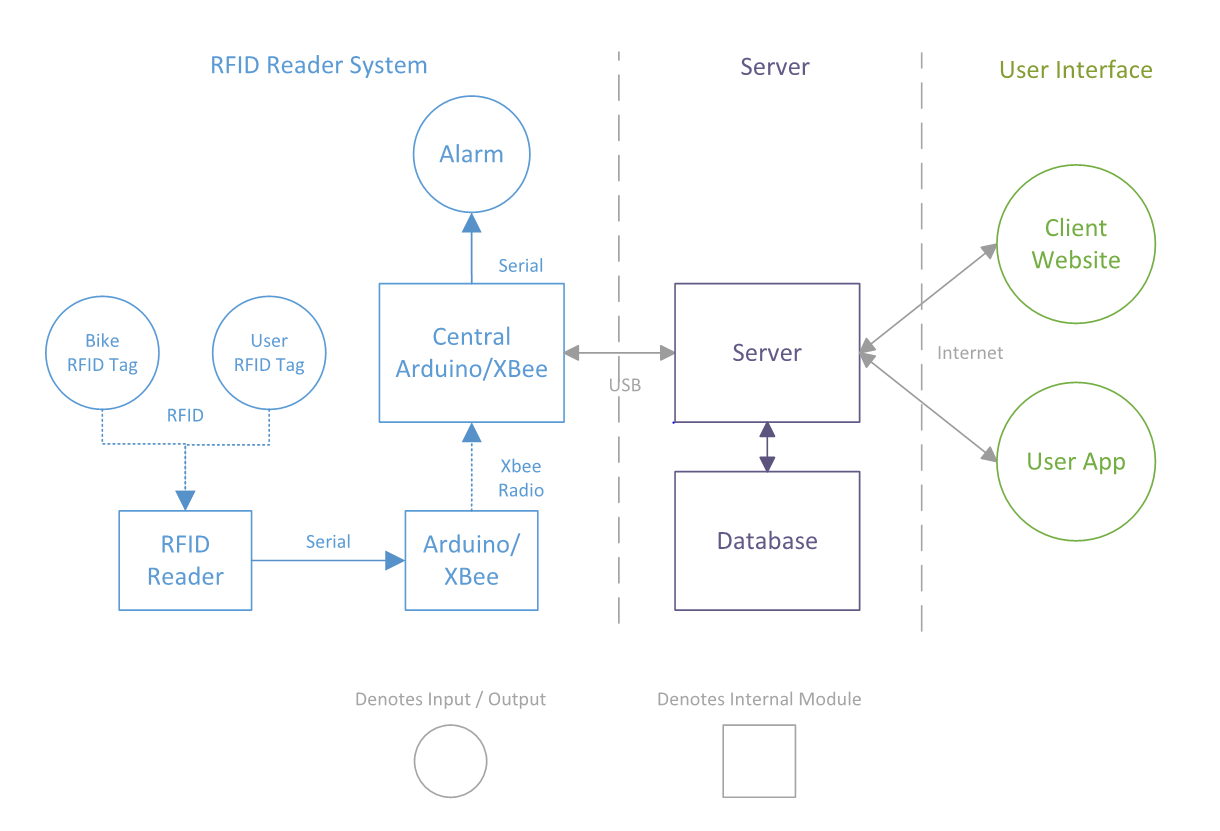 RFID Reader System
Server
User Interface
Alarm
Client
Website
Serial
Central
Arduino/XBee
Bike
RFID Tag
User
RFID Tag
Server
Internet
USB
RFID
User App
Xbee
Radio
RFID
Reader
Serial
Arduino/
XBee
Database
Denotes Input / Output
Denotes Internal Module